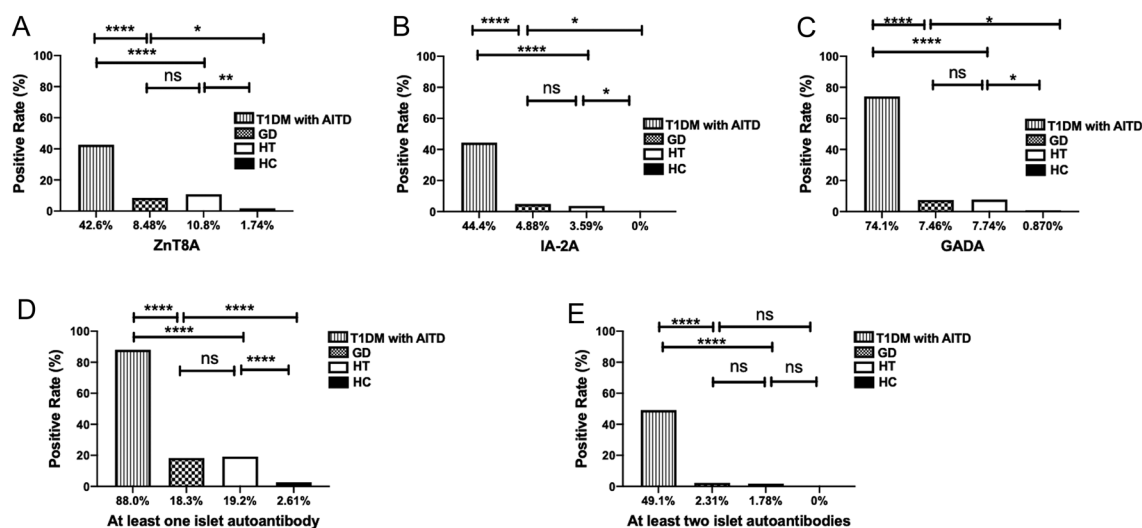 A
**** *
****
ns **
Positive Rate (%)
100
80
60
40
20
0
42.6% 8.48% 10.8% 1.74%
ZnT8A
T1DM with AITD
GD
HT
HC
B
**** *
****
ns *
Positive Rate (%)
100
80
60
40
20
0
44.4% 4.88% 3.59% 0%
IA-2A
T1DM with AITD
GD
HT
HC
C
**** *
****
ns *
Positive Rate (%)
100
80
60
40
20
0
74.1% 7.46% 7.74% 0.870%
GADA
T1DM with AITD
GD
HT
HC
D
**** ****
****
ns ****
Positive Rate (%)
100
80
60
40
20
0
88.0% 18.3% 19.2% 2.61%
At least one islet autoantibody
T1DM with AITD
GD
HT
HC
E
**** ns
****
ns ns
Positive Rate (%)
100
80
60
40
20
0
49.1% 2.31% 1.78% 0%
At least two islet autoantibodies
T1DM with AITD
GD
HT
HC